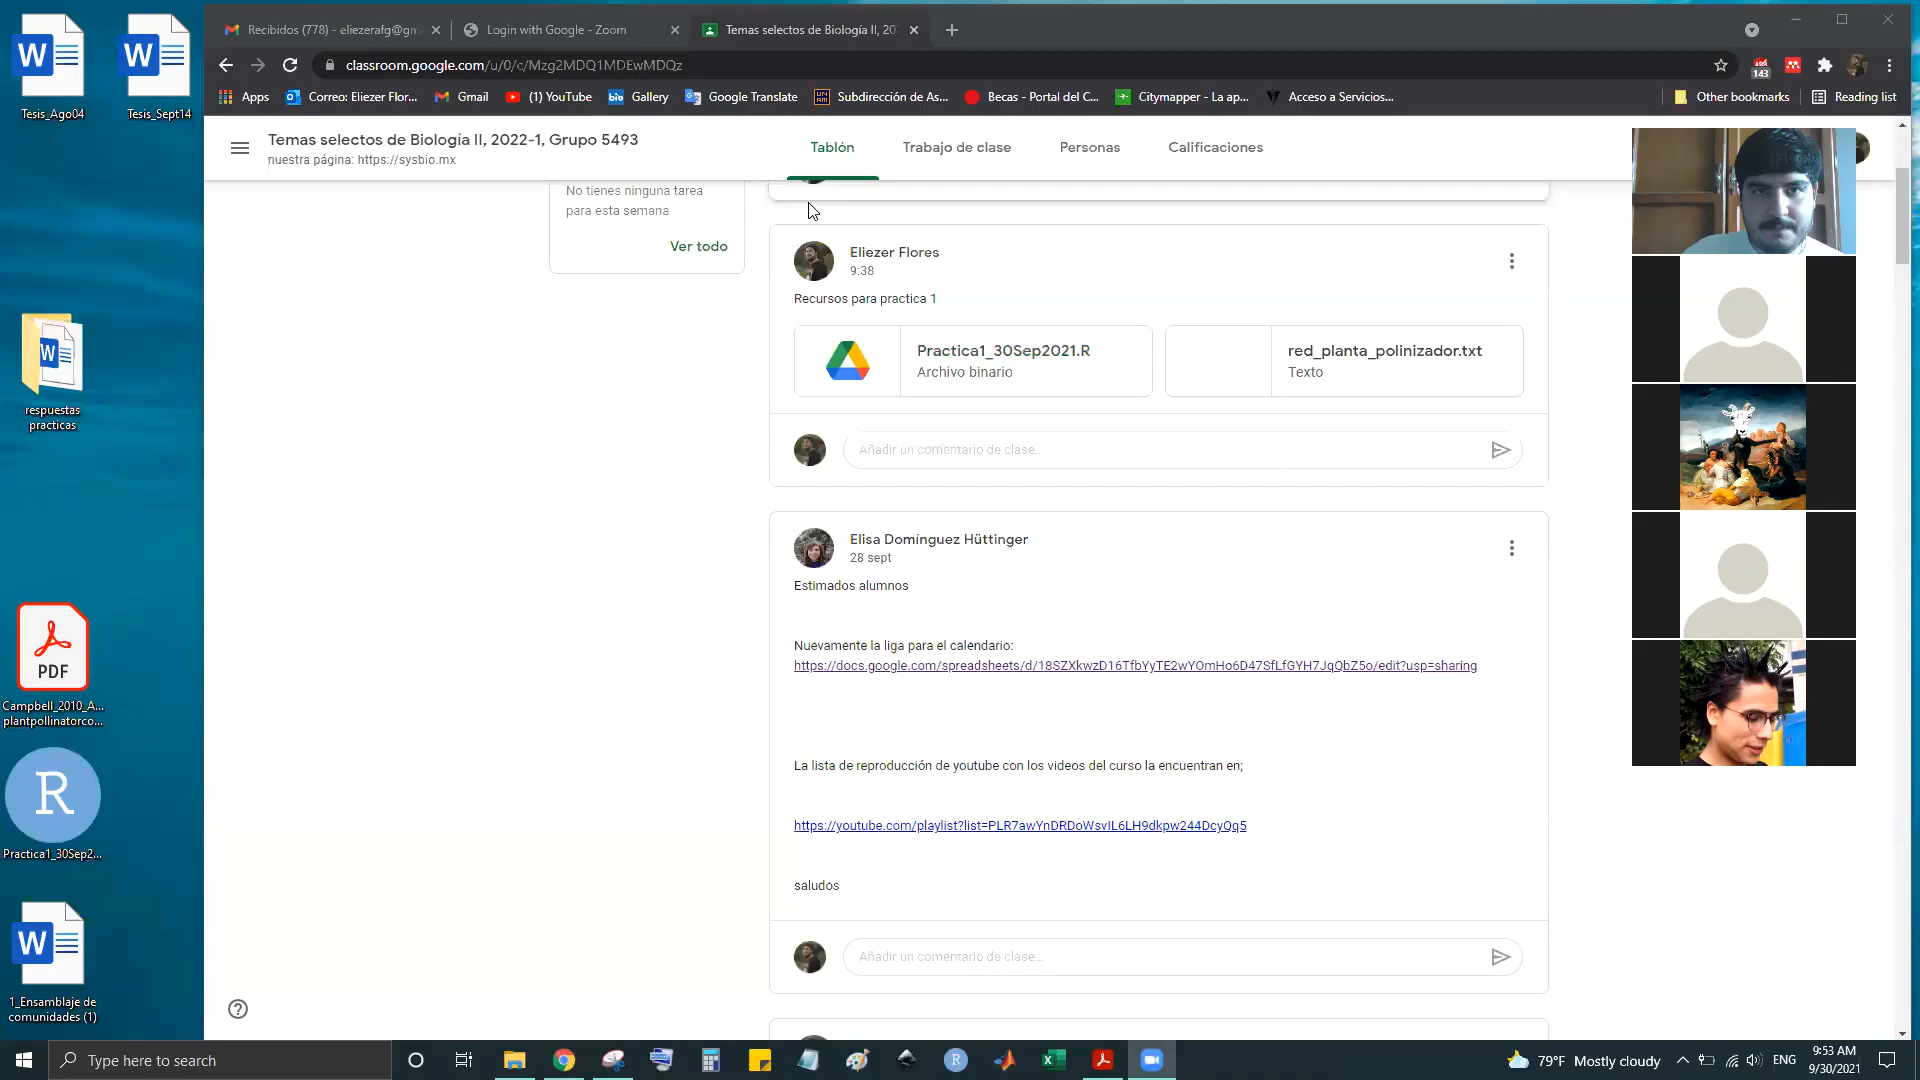 Tesis_Ago04
Tesis_Sept14
respuestas
practicas
PDF
Campbell_2010_A...
plantpollinatorco...
R
Practica1_30Sep2...
1_Ensamblaje de
comunidades (1)
Recibidos (778) - eliezerafg@gm
Login with Google - Zoom
Temas selectos de Biología II, 20
classroom.google.com/u/0/c/Mzg2MDQ1MDEwMDQz
143
Apps
Correo: Eliezer Flor...
Gmail
(1) YouTube
bio
Gallery
Google Translate
Subdirección de As...
Becas - Portal del C...
Citymapper - La ap...
Acceso a Servicios...
Other bookmarks
Reading list
Temas selectos de Biología II, 2022-1, Grupo 5493
nuestra página: https://sysbio.mx
Tablón
Trabajo de clase
Personas
Calificaciones
No tienes ninguna tarea
para esta semana
Ver todo
Eliezer Flores
9:38
Recursos para practica 1
Practica1_30Sep2021.R
Archivo binario
red_planta_polinizador.txt
Texto
Añadir un comentario de clase...
Elisa Domínguez Hüttinger
28 sept
Estimados alumnos
Nuevamente la liga para el calendario:
https://docs.google.com/spreadsheets/d/18SZXkwzD16TfbYyTE2wYOmHo6D47SfLfGYH7JqQbZ5o/edit?usp=sharing
La lista de reproducción de youtube con los videos del curso la encuentran en;
https://youtube.com/playlist?list=PLR7awYnDRDoWsvIL6LH9dkpw244DcyQq5
saludos
Añadir un comentario de clase...
Type here to search
79°F Mostly cloudy
ENG
9:53 AM
9/30/2021